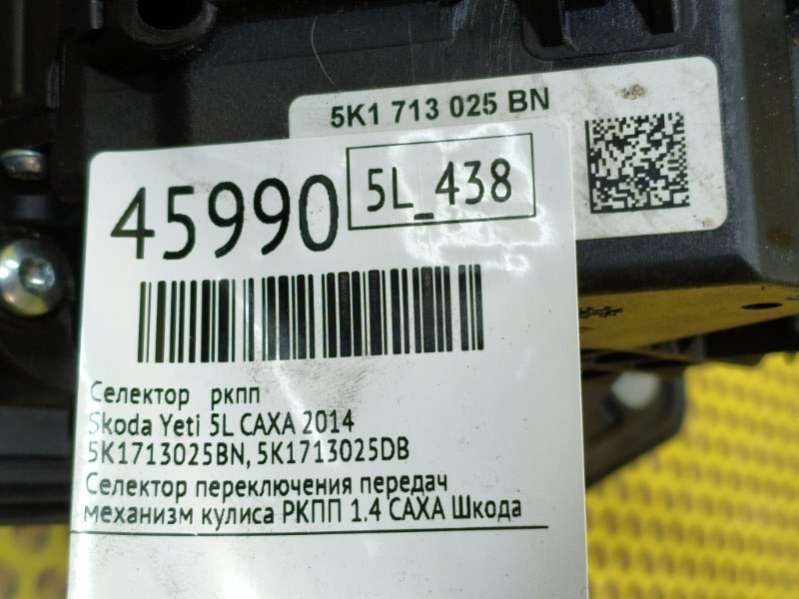 5K1 713 025 BN
45990
5L_438
Селектор ркпп
Skoda Yeti 5L CAXA 2014
5K1713025BN, 5K1713025DB
Селектор переключения передач
механизм кулиса РКПП 1.4 CAXA Шкода